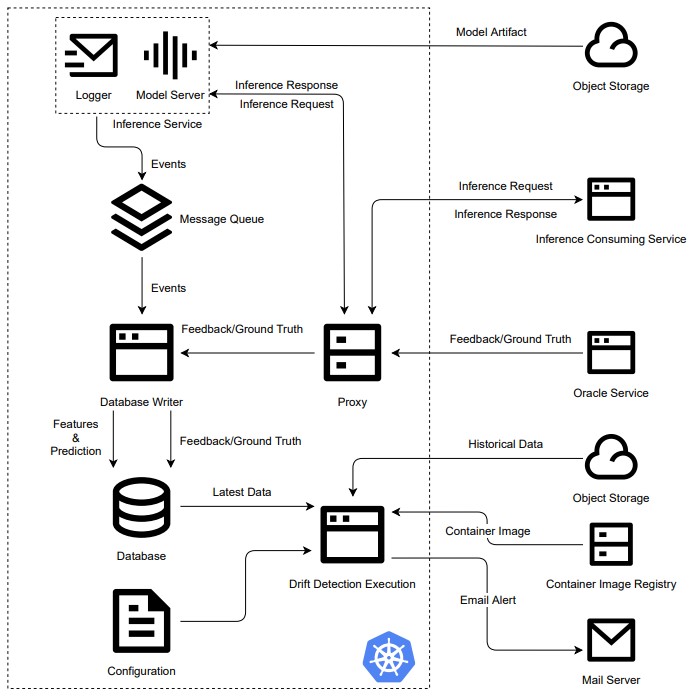 Model Artifact
Object Storage
Logger
Model Server
Inference Response
Inference Request
Inference Service
Events
Message Queue
Inference Request
Inference Response
Inference Consuming Service
Events
Feedback/Ground Truth
Feedback/Ground Truth
Database Writer
Proxy
Oracle Service
Features
&
Prediction
Feedback/Ground Truth
Historical Data
Object Storage
Latest Data
Container Image
Database
Drift Detection Execution
Container Image Registry
Email Alert
Configuration
Mail Server